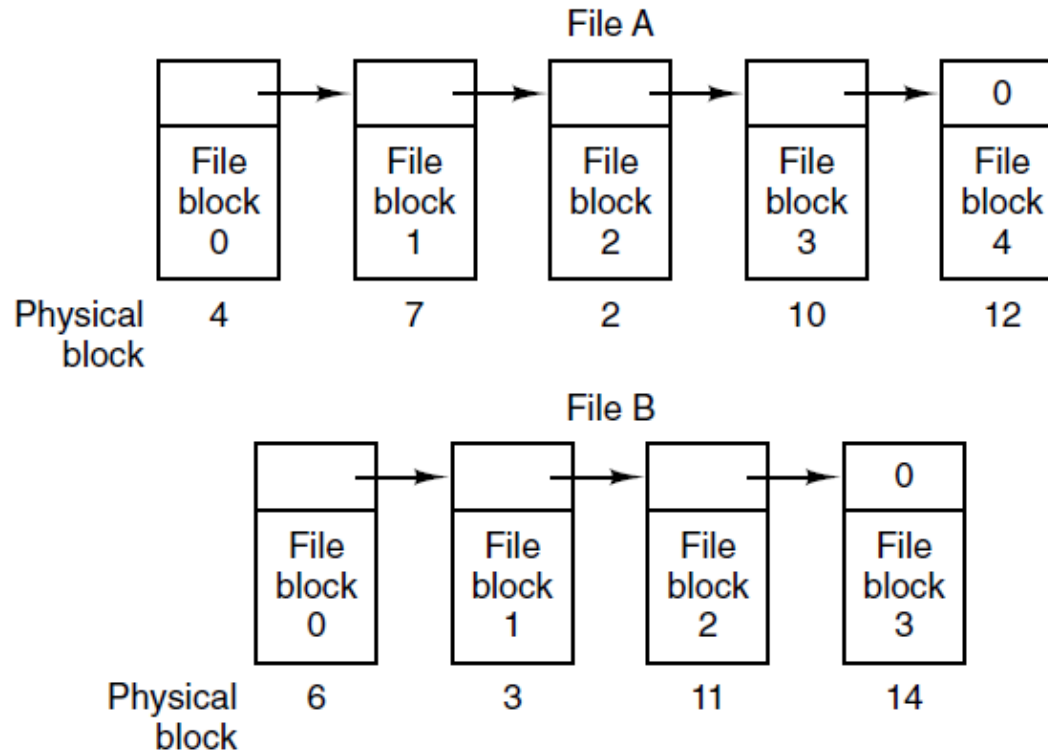 File A
0
File File File File File
block block block block block
0 1 2 3 4
Physical 4 7 2 10 12
block
File B
0
File File File File
block block block block
0 1 2 3
Physical 6 3 11 14
block